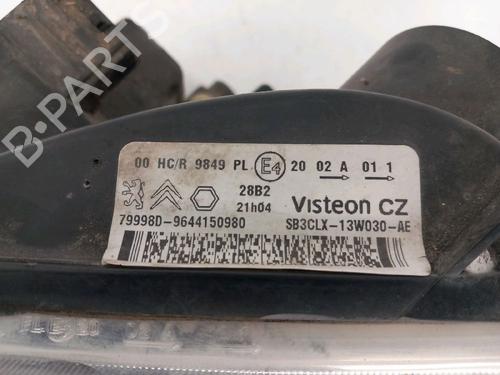 B-PARTS
00 HC/R 9849 PL E4 20 02 A 01 1
28B2
21h04 Visteon CZ
79998D-9644150980 SB3CLX-13W030-AE